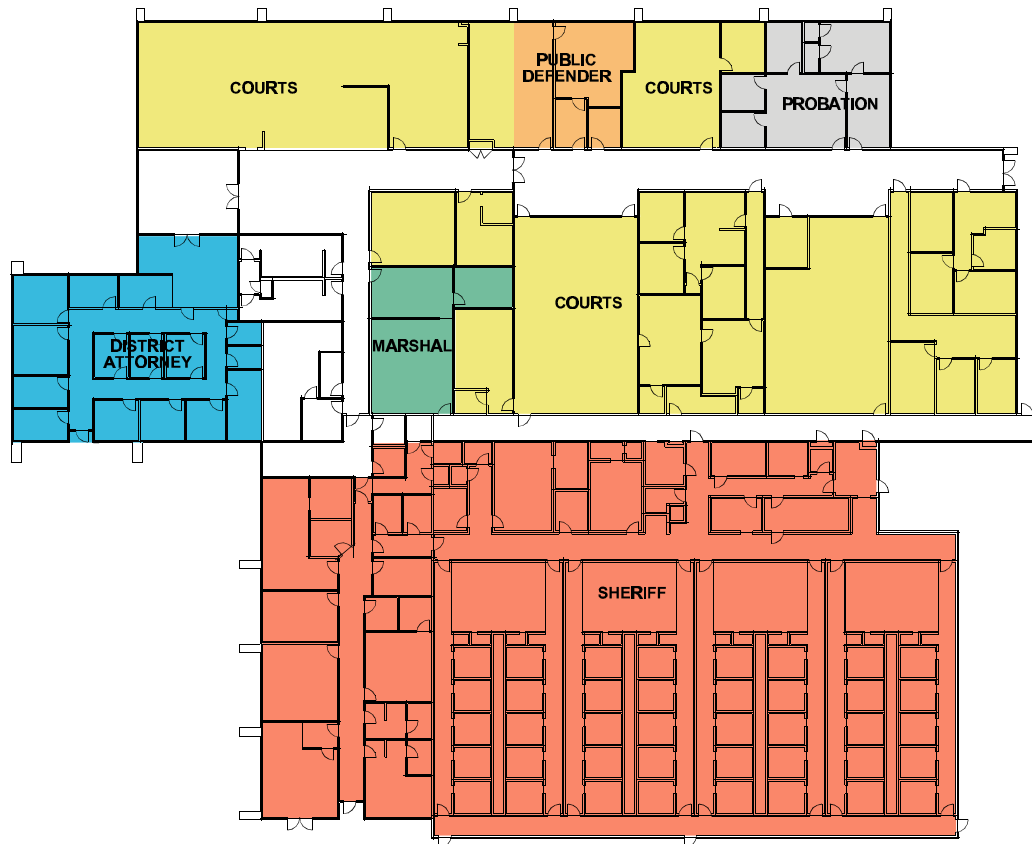 PUBLIC
DEFENDER
COURTS
COURTS
PROBATION
COURTS
DISTRICT
ATTORNEY
MARSHAL
SHERIFF